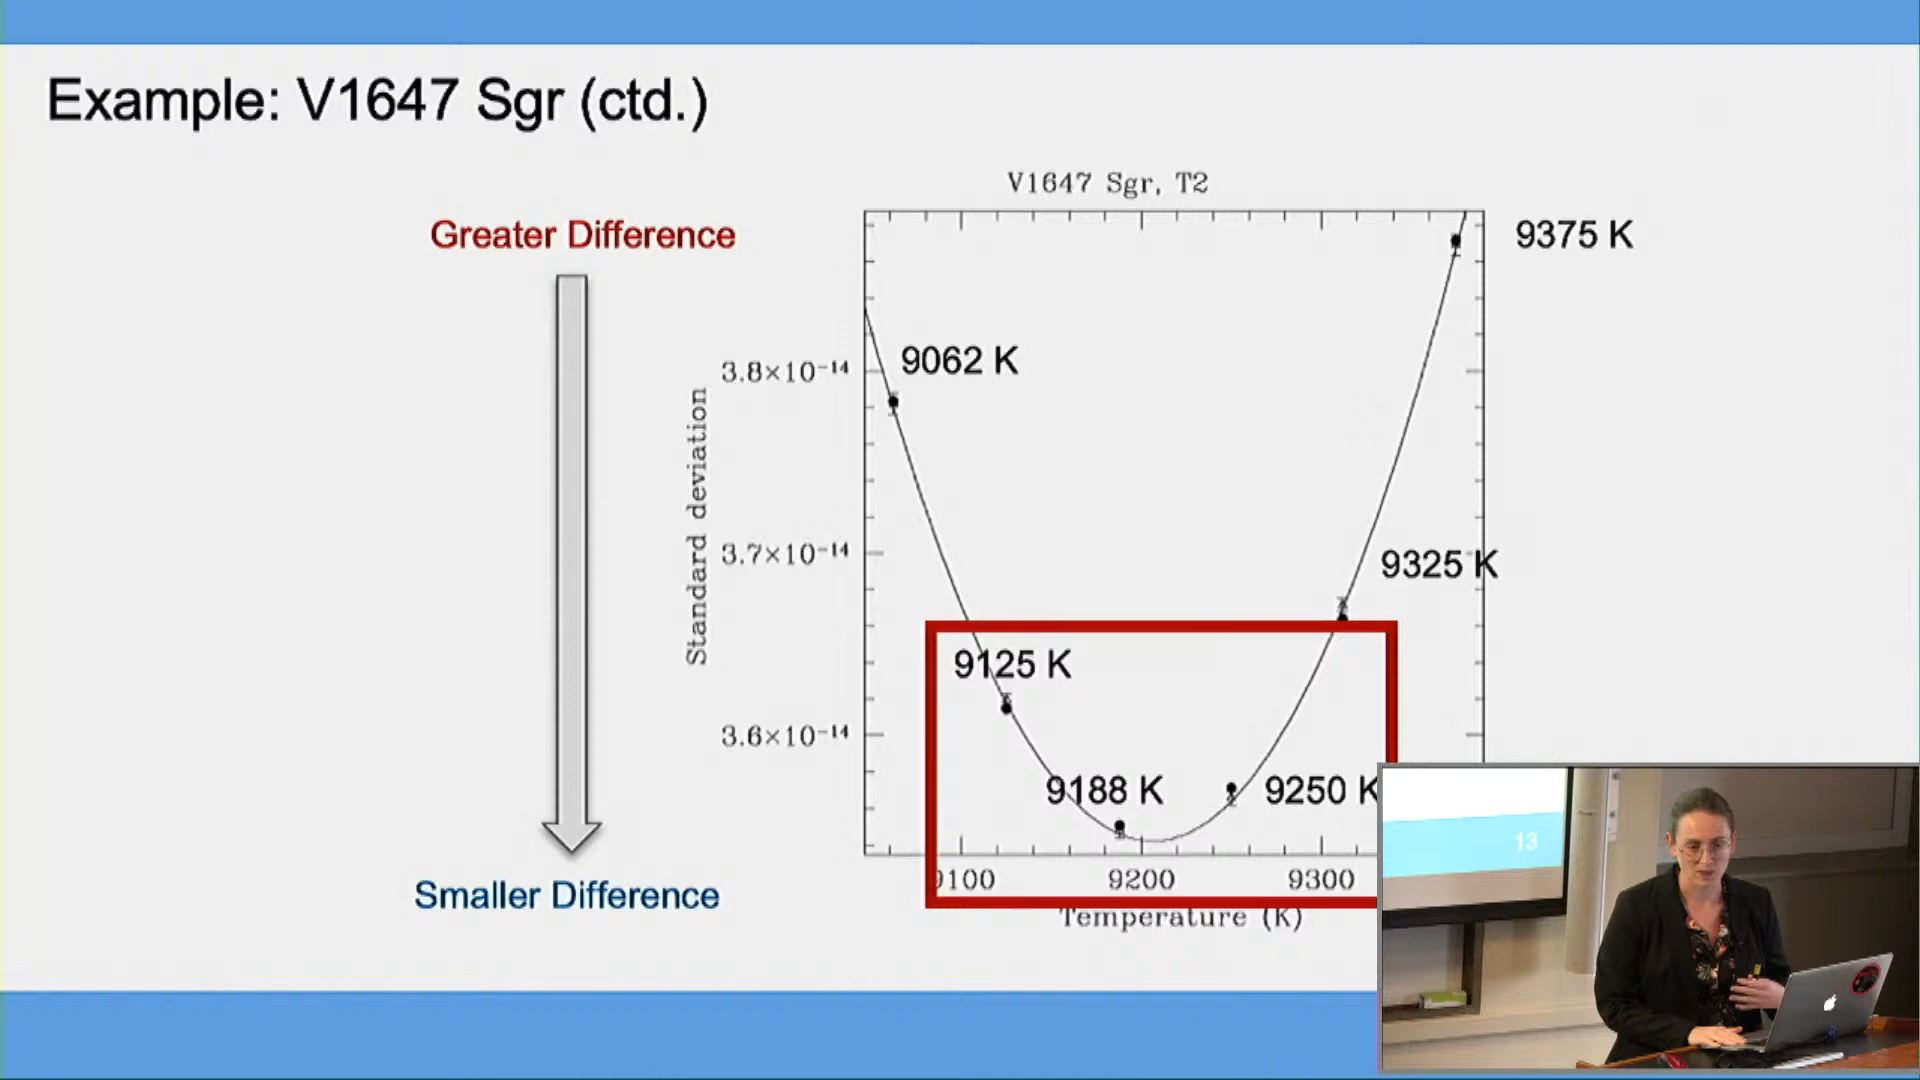 Example: V1647 Sgr (ctd.)
V1647 Sgr, T2
Greater Difference
9375 K
9062 K
3.8×10⁻¹⁴
Standard deviation
3.7×10⁻¹⁴
9325 K
9125 K
3.6×10⁻¹⁴
9188 K
9250 K
13
Smaller Difference
9100
9200
9300
Temperature (K)